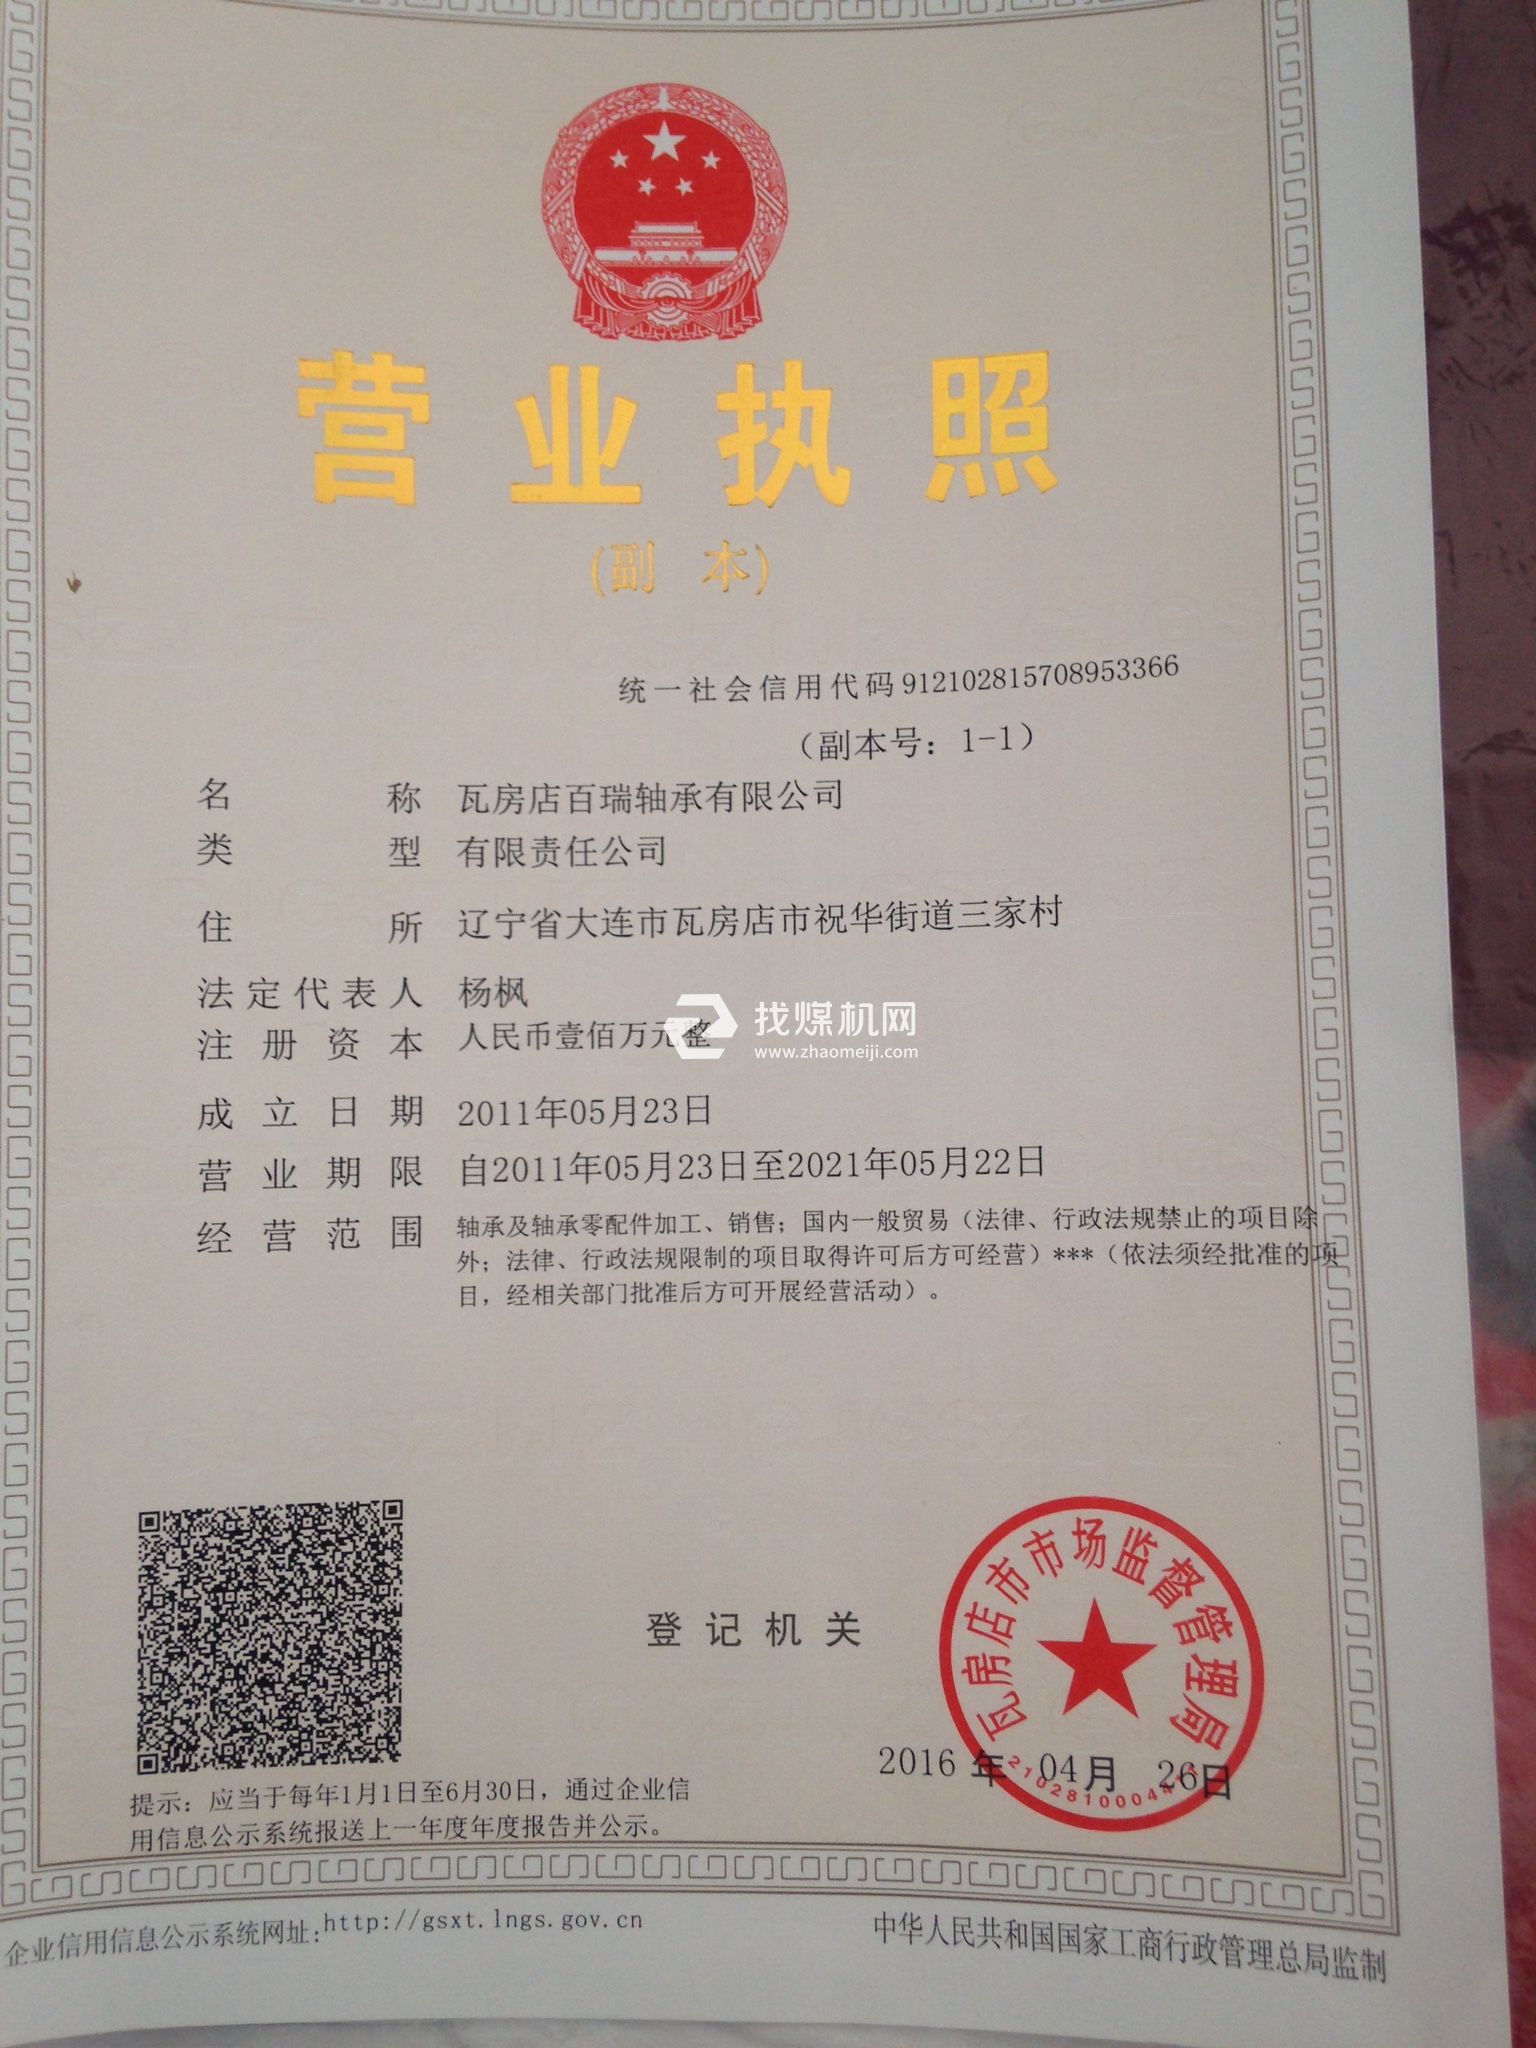 营业执照
(副 本)
统一社会信用代码 912102815708953366
（副本号：1-1）
名 称 瓦房店百瑞轴承有限公司
类 型 有限责任公司
住 所 辽宁省大连市瓦房店市祝华街道三家村
法定代表人 杨枫
注册资本 人民币壹佰万元整
找煤机网
www.zhaomeiji.com
成立日期 2011年05月23日
营业期限 自2011年05月23日至2021年05月22日
经营范围 轴承及轴承零配件加工、销售；国内一般贸易（法律、行政法规禁止的项目除
外；法律、行政法规限制的项目取得许可后方可经营）***（依法须经批准的项
目，经相关部门批准后方可开展经营活动）。
登记机关
瓦房店市市场监督管理局
2016 年 04月 26日
提示：应当于每年1月1日至6月30日，通过企业信
用信息公示系统报送上一年度年度报告并公示。
企业信用信息公示系统网址:http://gsxt.lngs.gov.cn
中华人民共和国国家工商行政管理总局监制